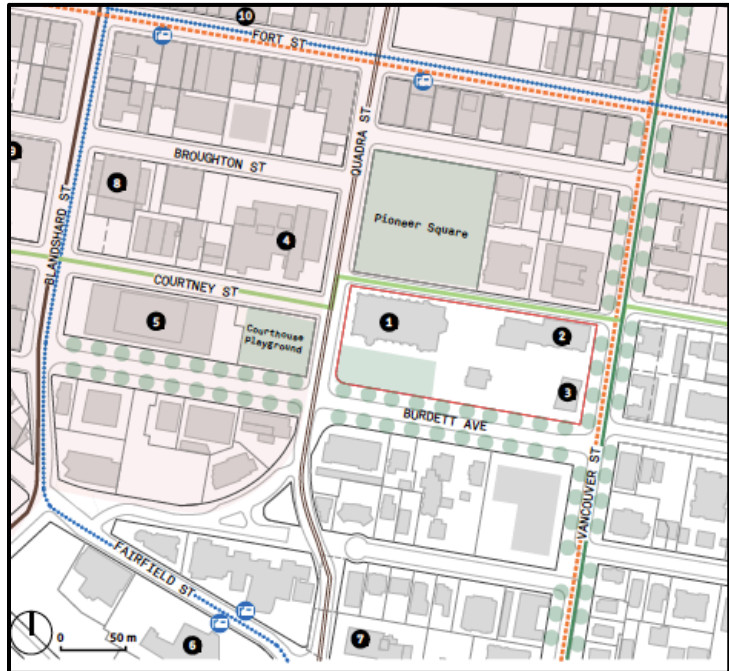 10
FORT ST
QUADRA ST
BROUGHTON ST
9
8
BLANDSHARD ST
Pioneer Square
4
COURTNEY ST
5
Courthouse
Playground
1
2
3
BURDETT AVE
VANCOUVER ST
FAIRFIELD ST
0 50 m
6
7